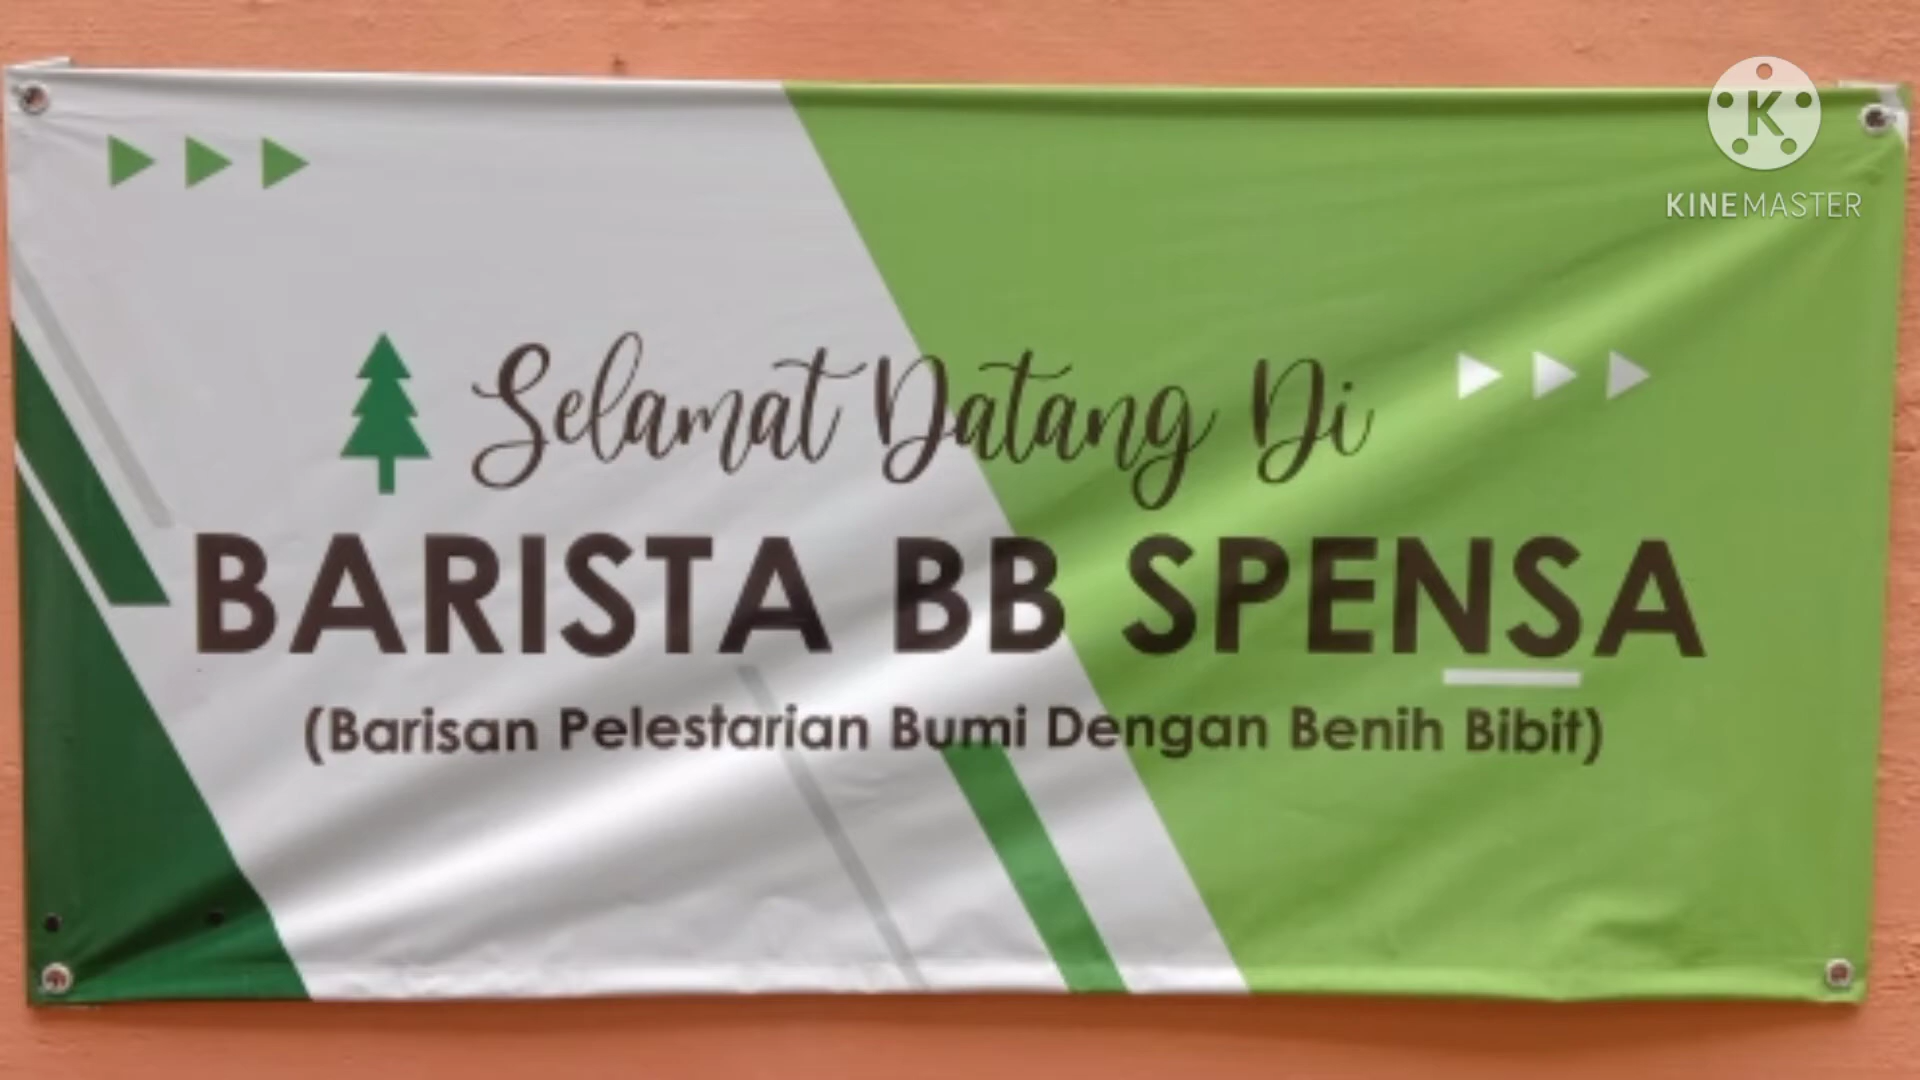 K
KINEMASTER
Selamat Datang Di
BARISTA BB SPENSA
(Barisan Pelestarian Bumi Dengan Benih Bibit)